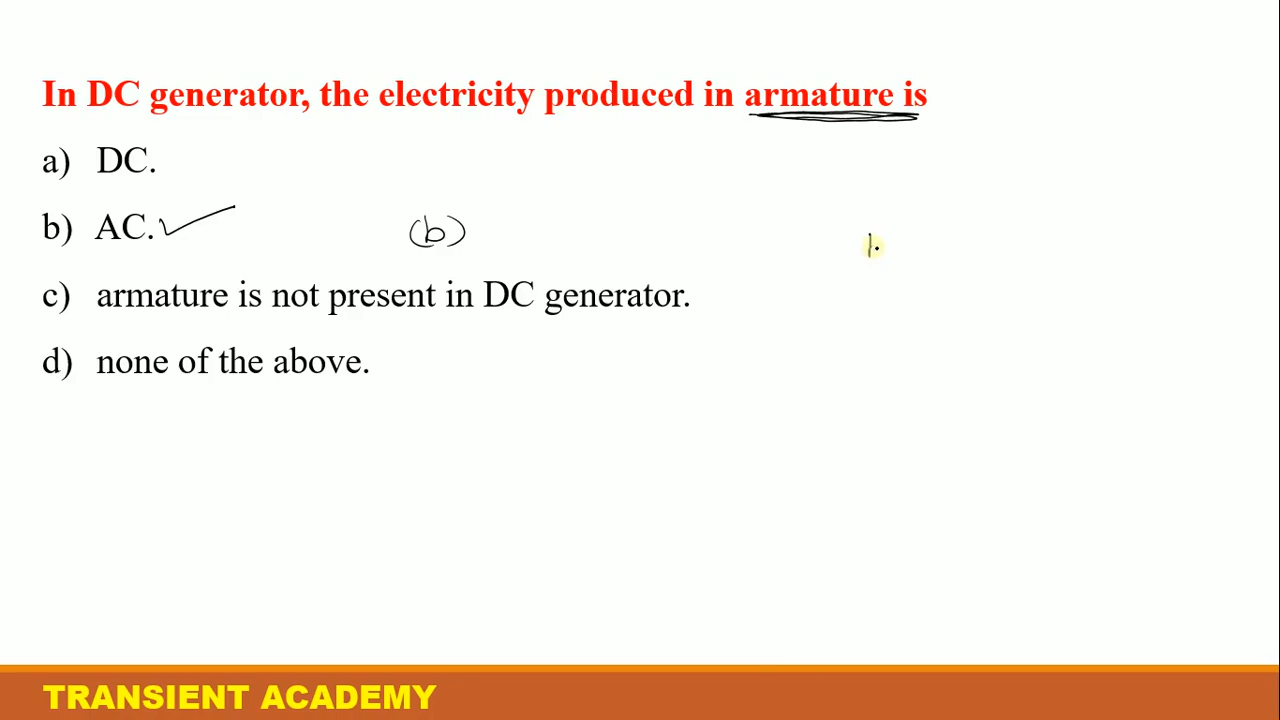 In DC generator, the electricity produced in armature is
a) DC.
b) AC. (b)
c) armature is not present in DC generator.
d) none of the above.
TRANSIENT ACADEMY